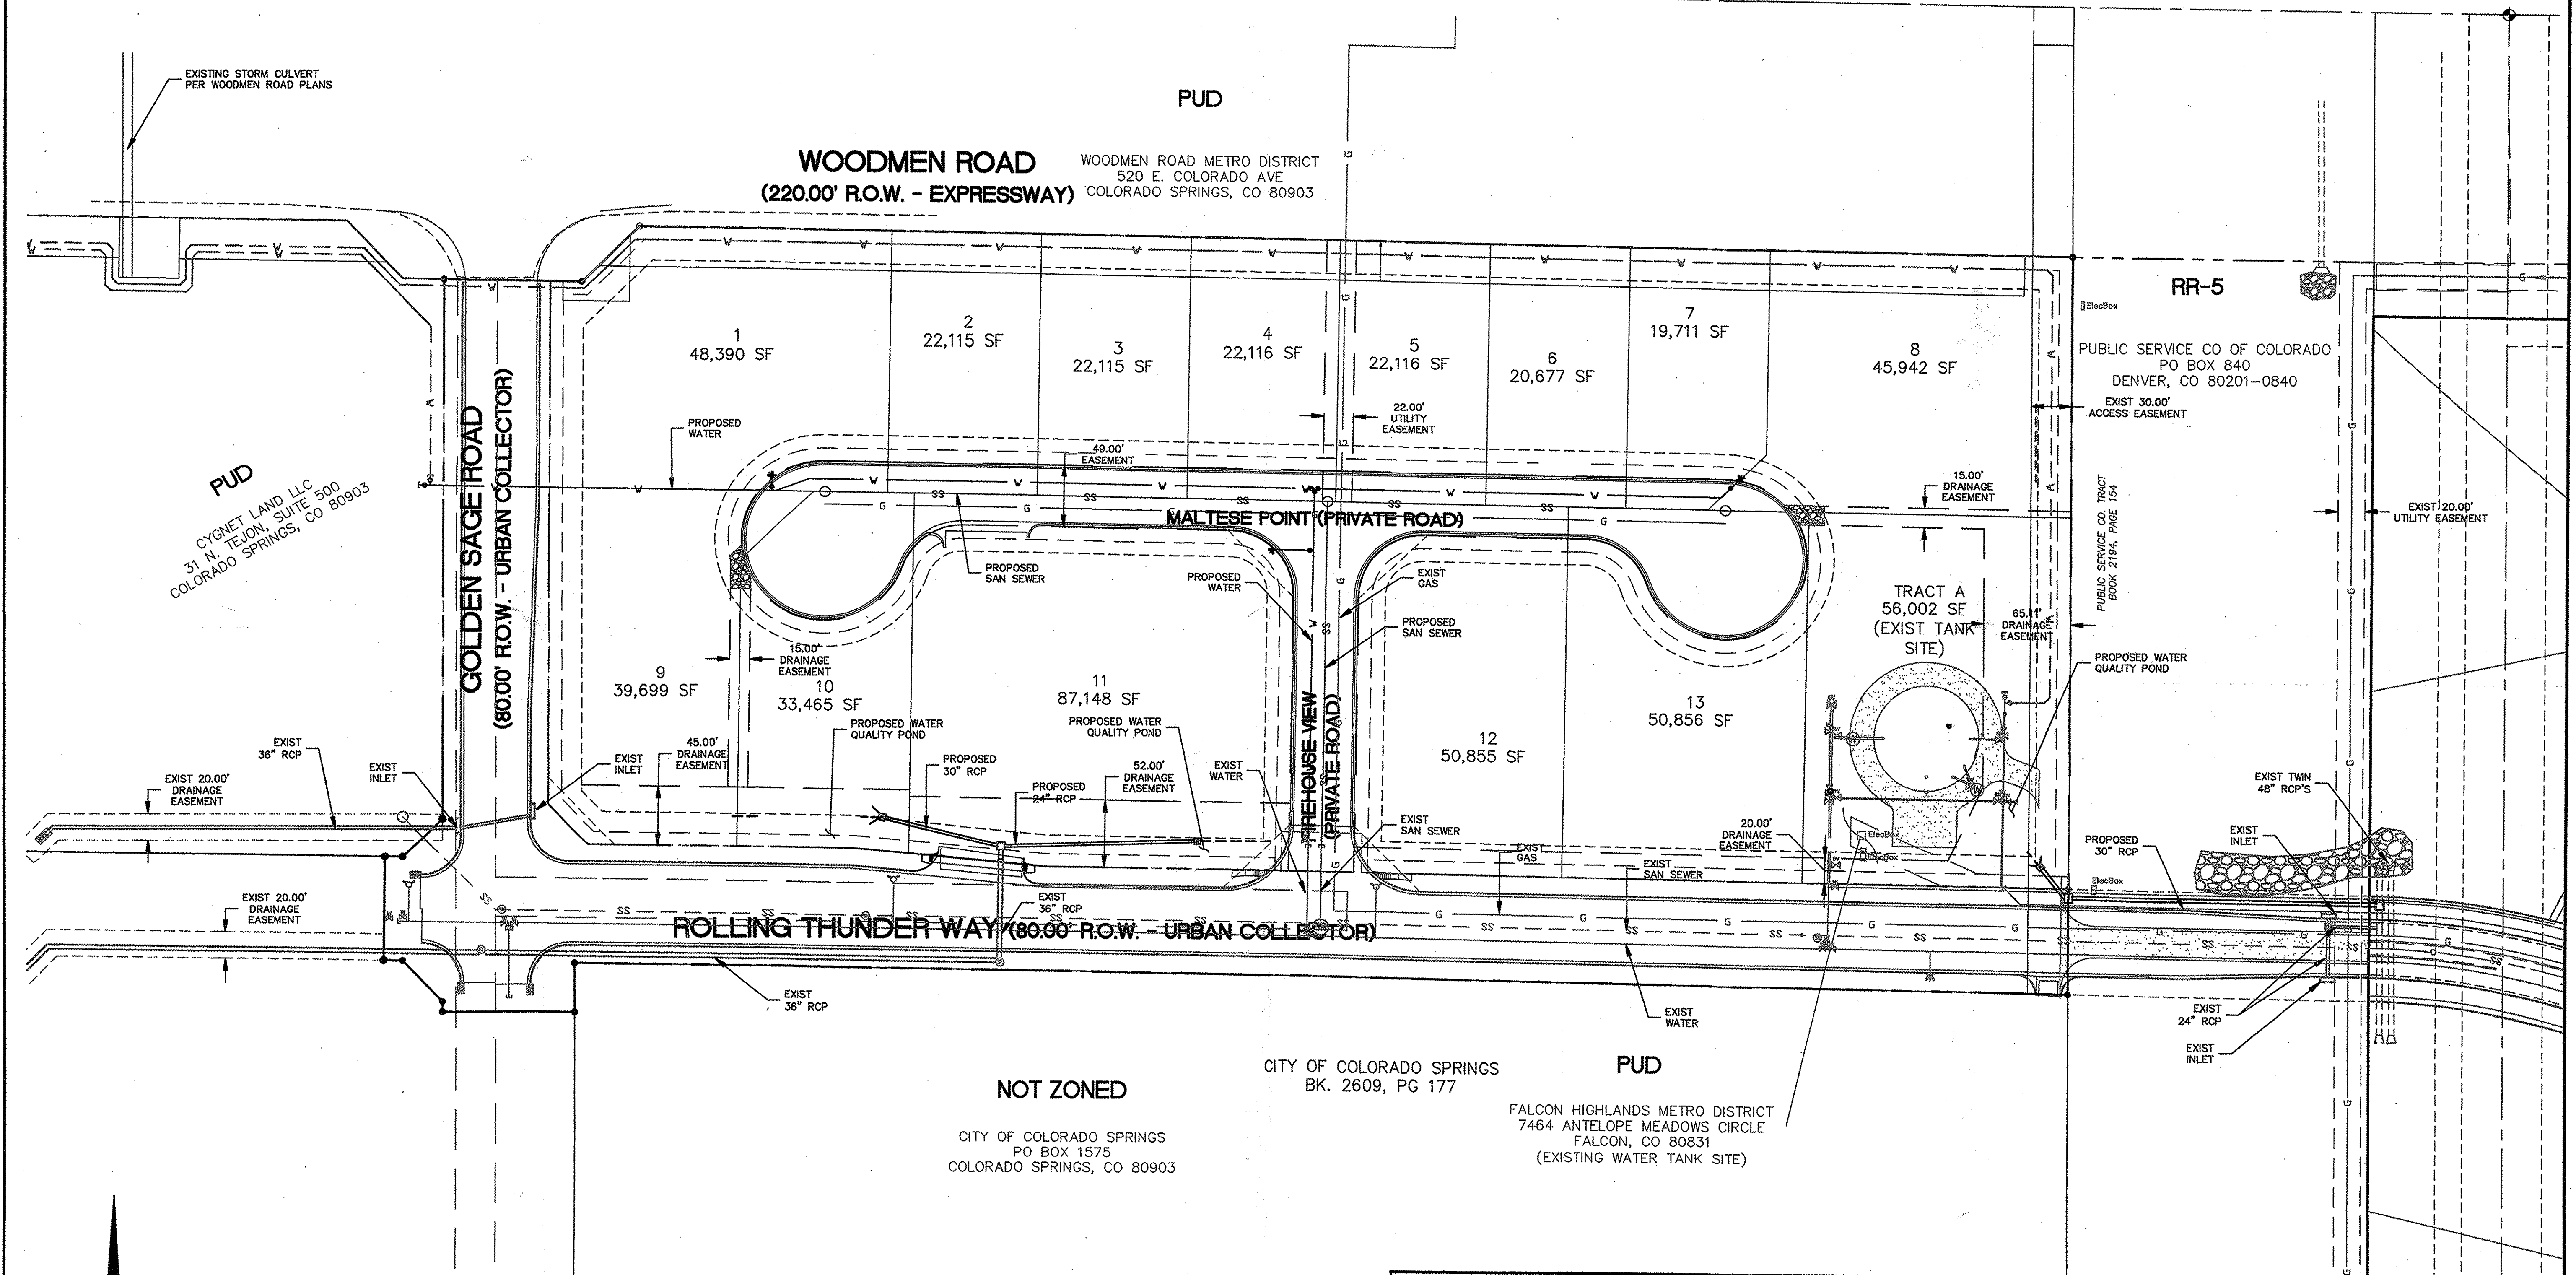 EXISTING STORM CULVERT
PER WOODMEN ROAD PLANS
PUD
WOODMEN ROAD
(220.00' R.O.W. - EXPRESSWAY)
WOODMEN ROAD METRO DISTRICT
520 E. COLORADO AVE
COLORADO SPRINGS, CO 80903
RR-5
ElecBox
PUBLIC SERVICE CO OF COLORADO
PO BOX 840
DENVER, CO 80201-0840
EXIST 30.00'
ACCESS EASEMENT
1
48,390 SF
2
22,115 SF
3
22,115 SF
4
22,116 SF
5
22,116 SF
6
20,677 SF
7
19,711 SF
8
45,942 SF
22.00'
UTILITY
EASEMENT
PROPOSED
WATER
49.00'
EASEMENT
GOLDEN SAGE ROAD
(80.00' R.O.W. - URBAN COLLECTOR)
PUD
CYGNET LAND LLC
31 N. TEJON, SUITE 500
COLORADO SPRINGS, CO 80903
15.00'
DRAINAGE
EASEMENT
PUBLIC SERVICE CO. TRACT
BOOK 2194, PAGE 154
EXIST 20.00'
UTILITY EASEMENT
MALTESE POINT (PRIVATE ROAD)
PROPOSED
SAN SEWER
PROPOSED
WATER
EXIST
GAS
PROPOSED
SAN SEWER
TRACT A
56,002 SF
(EXIST TANK
SITE)
65.11'
DRAINAGE
EASEMENT
PROPOSED WATER
QUALITY POND
15.00'
DRAINAGE
EASEMENT
9
39,699 SF
10
33,465 SF
11
87,148 SF
12
50,855 SF
13
50,856 SF
PROPOSED WATER
QUALITY POND
PROPOSED WATER
QUALITY POND
FIREHOUSE VIEW
(PRIVATE ROAD)
EXIST
36" RCP
EXIST
INLET
EXIST
INLET
45.00'
DRAINAGE
EASEMENT
PROPOSED
30" RCP
PROPOSED
24" RCP
52.00'
DRAINAGE
EASEMENT
EXIST
WATER
EXIST
SAN SEWER
EXIST 20.00'
DRAINAGE
EASEMENT
EXIST TWIN
48" RCP'S
20.00'
DRAINAGE
EASEMENT
ElecBox
ElecBox
PROPOSED
30" RCP
EXIST
INLET
EXIST
GAS
EXIST
SAN SEWER
ElecBox
EXIST 20.00'
DRAINAGE
EASEMENT
EXIST
36" RCP
ROLLING THUNDER WAY (80.00' R.O.W. - URBAN COLLECTOR)
EXIST
36" RCP
EXIST
WATER
EXIST
24" RCP
EXIST
INLET
NOT ZONED
CITY OF COLORADO SPRINGS
PO BOX 1575
COLORADO SPRINGS, CO 80903
CITY OF COLORADO SPRINGS
BK. 2609, PG 177
PUD
FALCON HIGHLANDS METRO DISTRICT
7464 ANTELOPE MEADOWS CIRCLE
FALCON, CO 80831
(EXISTING WATER TANK SITE)